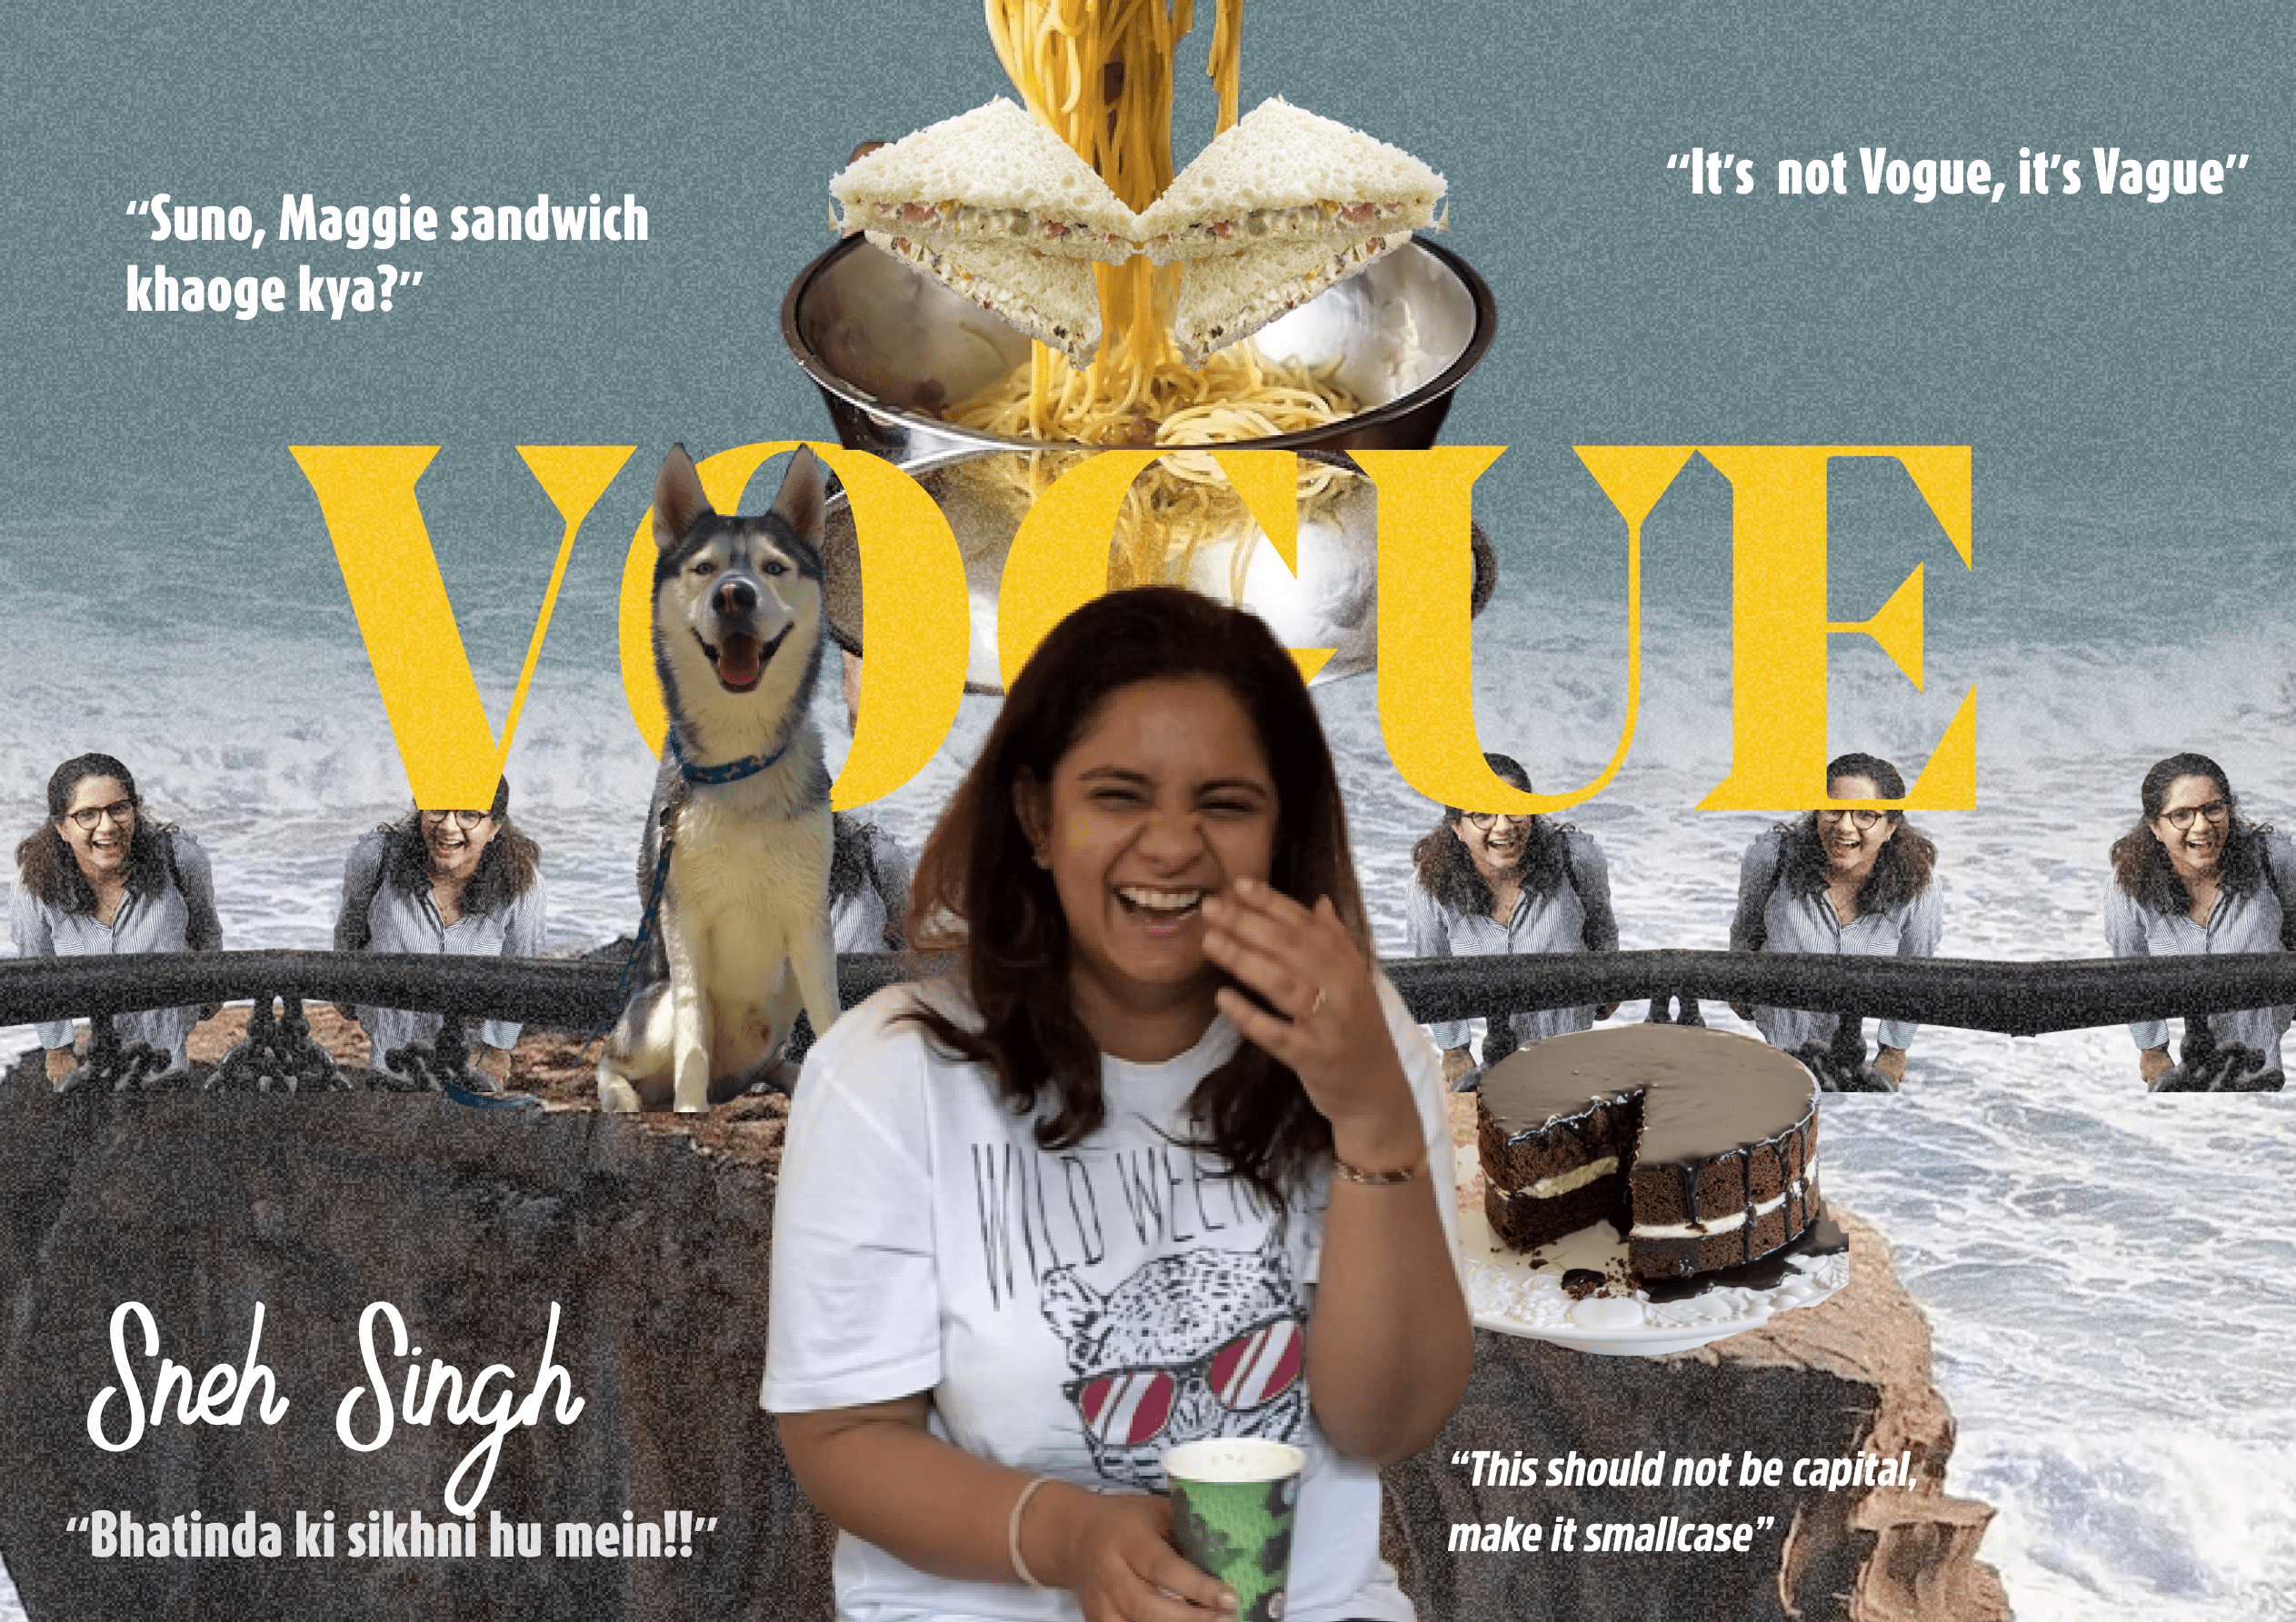 “It’s not Vogue, it’s Vague”
“Suno, Maggie sandwich
khaoge kya?”
VOGUE
WILD
Sneh Singh
“Bhatinda ki sikhni hu mein!!”
“This should not be capital,
make it smallcase”